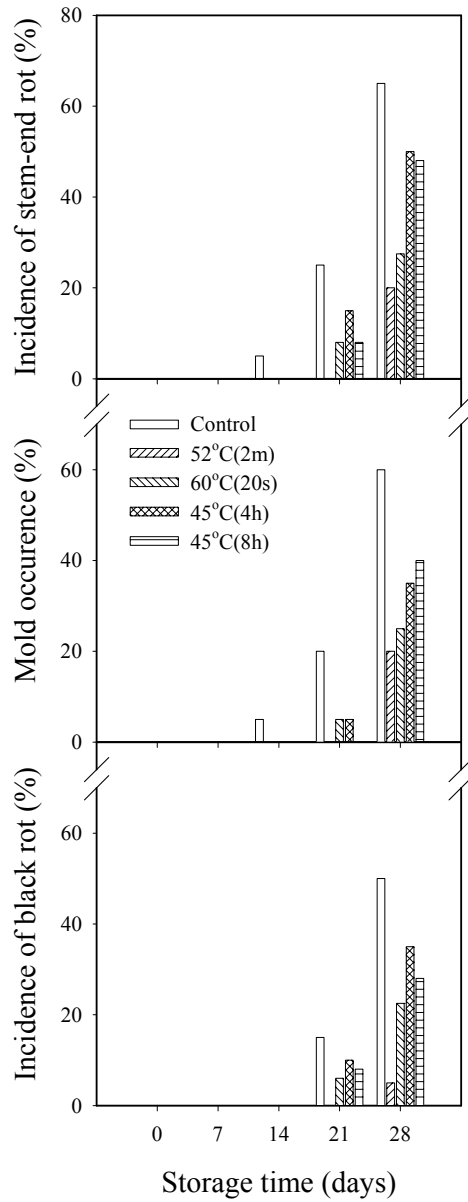 Incidence of stem-end rot (%)
80
60
40
20
0
Mold occurence (%)
60
40
20
0
Control
52°C(2m)
60°C(20s)
45°C(4h)
45°C(8h)
Incidence of black rot (%)
60
40
20
0
0 7 14 21 28
Storage time (days)